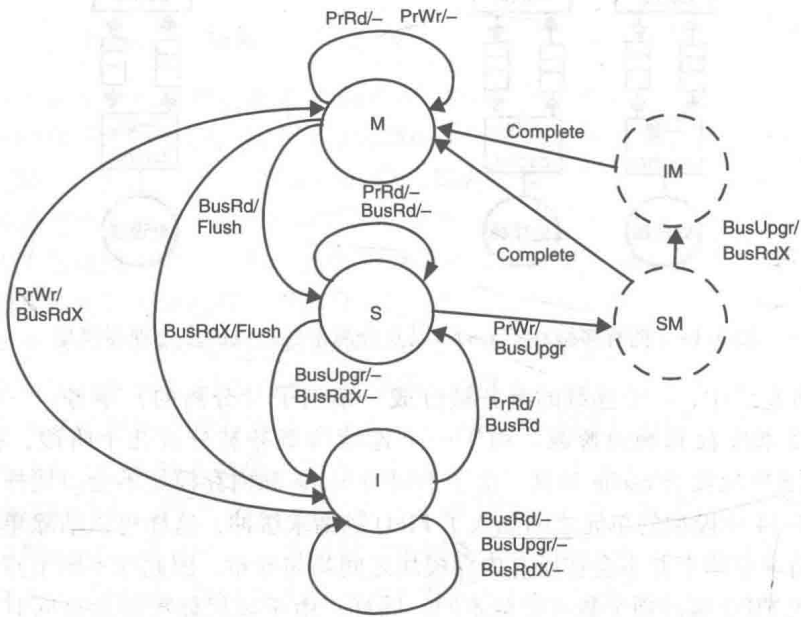 PrRd/– PrWr/–
M
Complete
IM
PrRd/–
BusRd/–
BusRd/
Flush
BusUpgr/
BusRdX
Complete
S
SM
PrWr/
BusRdX
BusRdX/Flush
PrWr/
BusUpgr
BusUpgr/–
BusRdX/–
PrRd/
BusRd
I
BusRd/–
BusUpgr/–
BusRdX/–